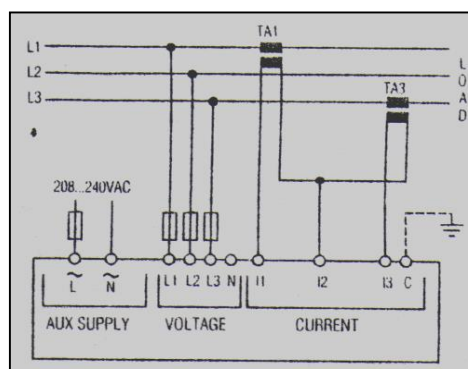 TA1
L1
L2
L
O
A
D
L3
TA3
208...240VAC
~ ~ L1 L2 L3 N I1 I2 I3 C
L N
AUX SUPPLY VOLTAGE CURRENT